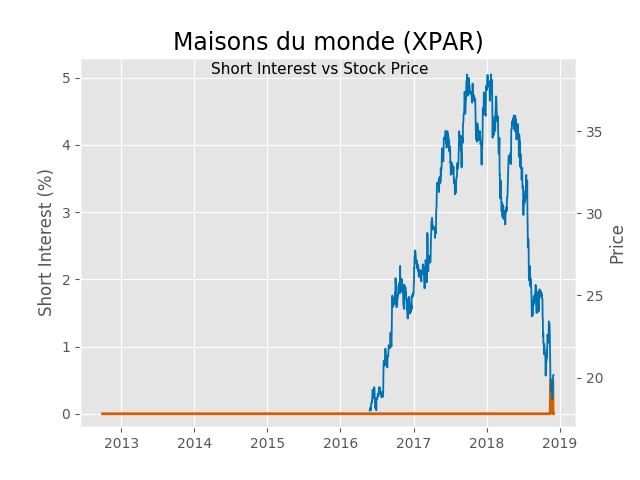 Maisons du monde (XPAR)
Short Interest vs Stock Price
Short Interest (%)
5
4
3
2
1
0
35
30
25
20
Price
2013 2014 2015 2016 2017 2018 2019